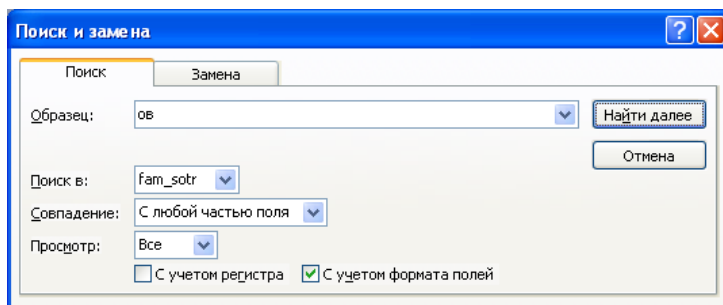 Поиск и замена
Поиск Замена
Образец: ов Найти далее
Отмена
Поиск в: fam_sotr
Совпадение: С любой частью поля
Просмотр: Все
С учетом регистра С учетом формата полей